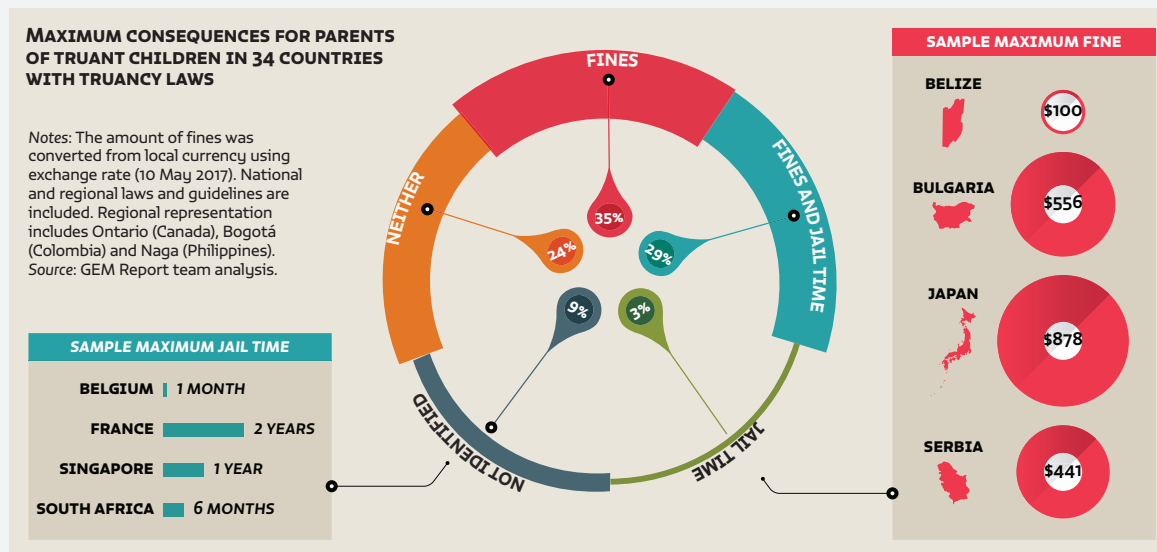 MAXIMUM CONSEQUENCES FOR PARENTS
OF TRUANT CHILDREN IN 34 COUNTRIES
WITH TRUANCY LAWS
Notes: The amount of fines was
converted from local currency using
exchange rate (10 May 2017). National
and regional laws and guidelines are
included. Regional representation
includes Ontario (Canada), Bogotá
(Colombia) and Naga (Philippines).
Source: GEM Report team analysis.
FINES
35%
FINES AND JAIL TIME
29%
JAIL TIME
3%
NOT IDENTIFIED
9%
NEITHER
24%
SAMPLE MAXIMUM JAIL TIME
BELGIUM 1 MONTH
FRANCE 2 YEARS
SINGAPORE 1 YEAR
SOUTH AFRICA 6 MONTHS
SAMPLE MAXIMUM FINE
BELIZE
$100
BULGARIA
$556
JAPAN
$878
SERBIA
$441